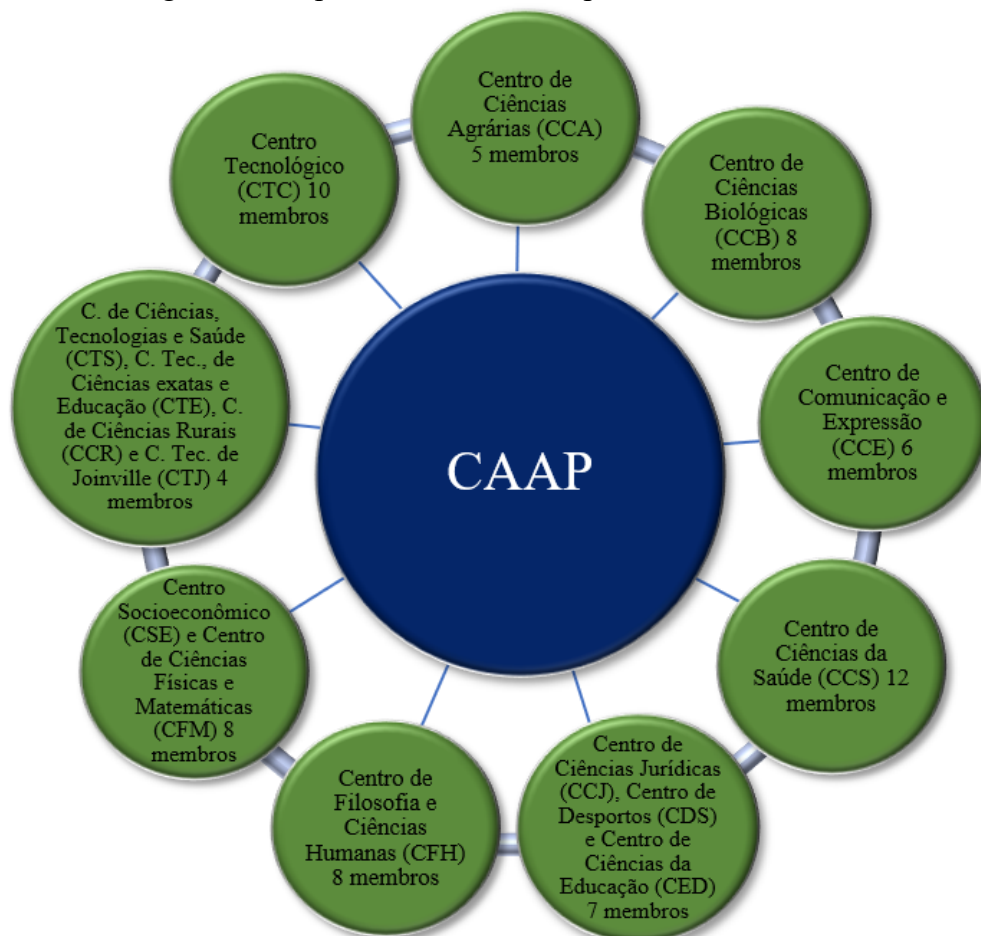 Centro de
Ciências
Agrárias (CCA)
5 membros
Centro de
Ciências
Biológicas
(CCB) 8
membros
Centro de
Comunicação e
Expressão
(CCE) 6
membros
Centro de
Ciências da
Saúde (CCS) 12
membros
Centro de
Ciências Jurídicas
(CCJ), Centro de
Desportos (CDS)
e Centro de
Ciências da
Educação (CED)
7 membros
Centro de
Filosofia e
Ciências
Humanas (CFH)
8 membros
Centro
Socioeconômico
(CSE) e Centro
de Ciências
Físicas e
Matemáticas
(CFM) 8
membros
C. de Ciências,
Tecnologias e Saúde
(CTS), C. Tec., de
Ciências exatas e
Educação (CTE), C.
de Ciências Rurais
(CCR) e C. Tec. de
Joinville (CTJ) 4
membros
Centro
Tecnológico
(CTC) 10
membros
CAAP